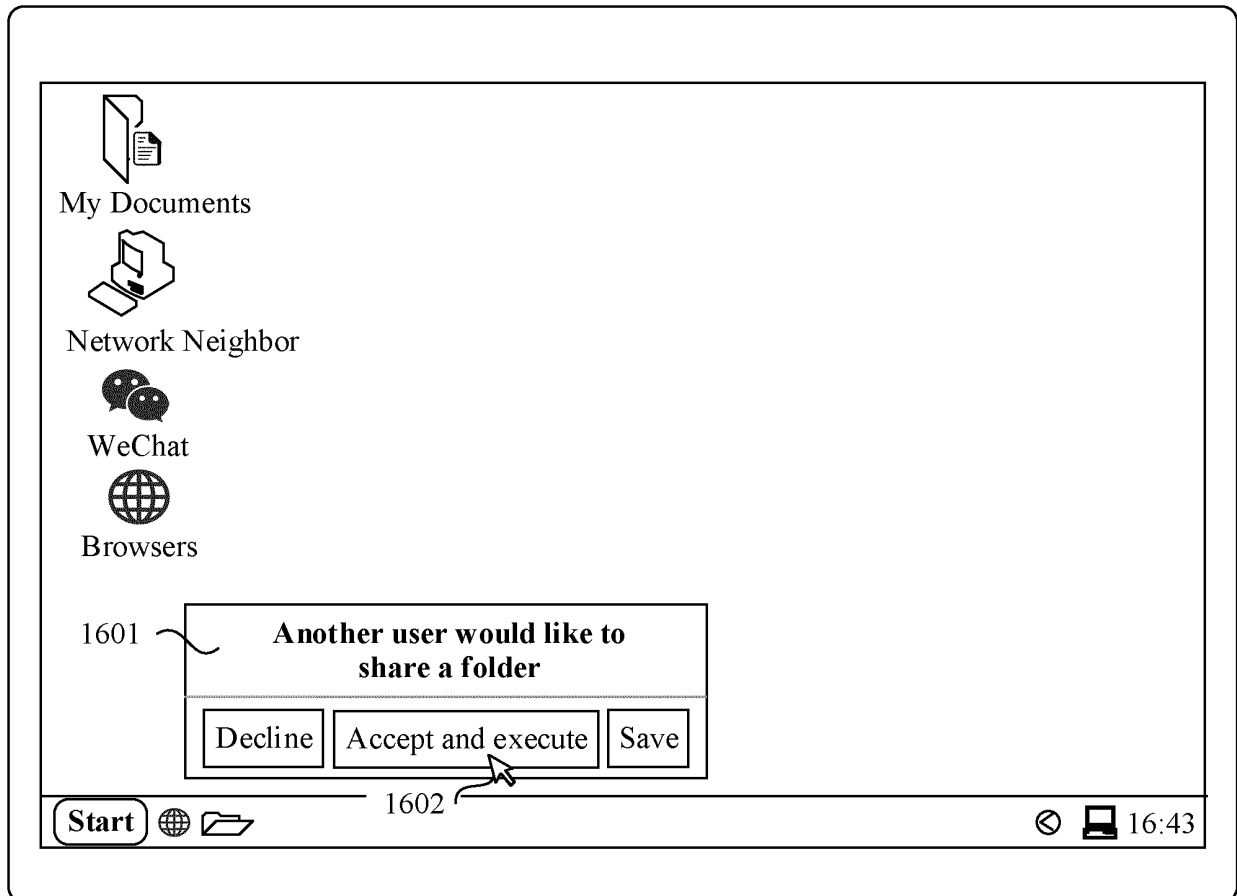 My Documents
Network Neighbor
WeChat
Browsers
1601
Another user would like to
share a folder
Decline
Accept and execute
Save
1602
Start
16:43